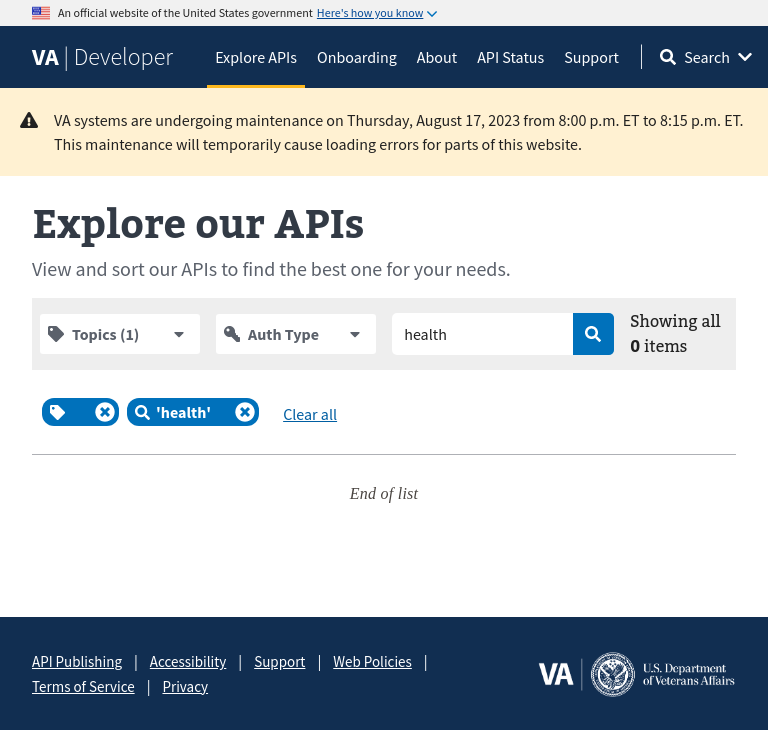 An official website of the United States government Here's how you know
VA | Developer
Explore APIs
Onboarding
About
API Status
Support
Search
VA systems are undergoing maintenance on Thursday, August 17, 2023 from 8:00 p.m. ET to 8:15 p.m. ET.
This maintenance will temporarily cause loading errors for parts of this website.
Explore our APIs
View and sort our APIs to find the best one for your needs.
Topics (1)
Auth Type
health
Showing all
0 items
'health'
Clear all
End of list
API Publishing | Accessibility | Support | Web Policies |
Terms of Service | Privacy
VA
U.S. Department
of Veterans Affairs